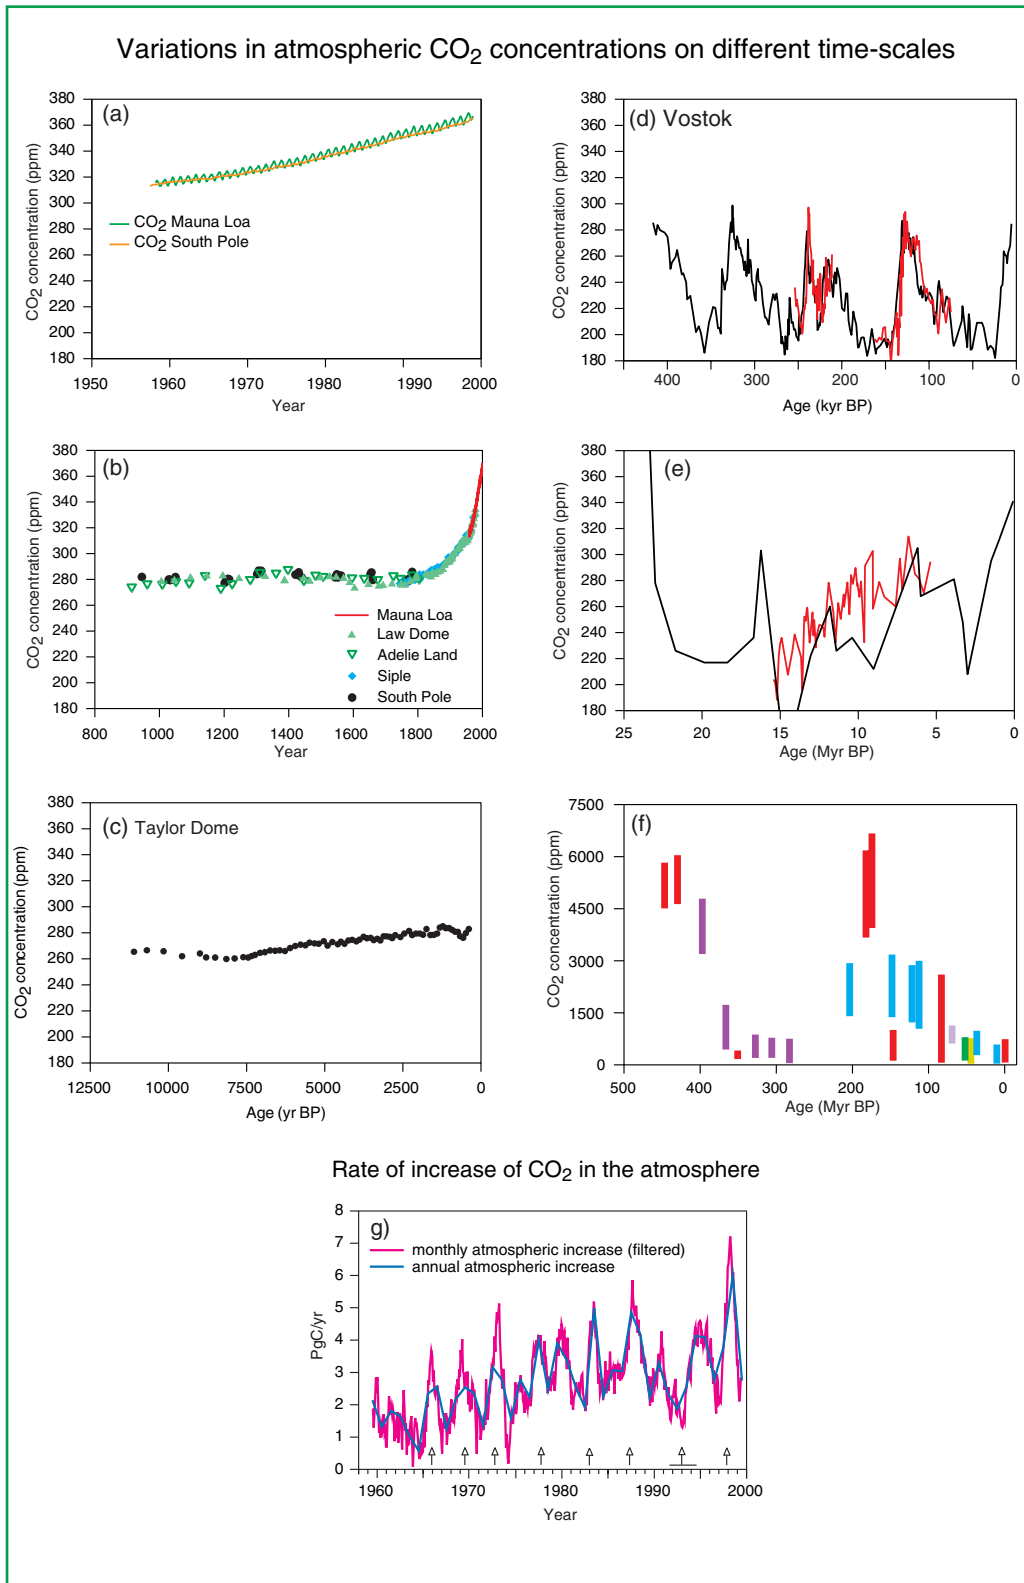 Variations in atmospheric CO2 concentrations on different time-scales
(a)
CO2 concentration (ppm)
380
360
340
320
300
280
260
240
220
200
180
CO2 Mauna Loa
CO2 South Pole
1950 1960 1970 1980 1990 2000
Year
(d) Vostok
CO2 concentration (ppm)
380
360
340
320
300
280
260
240
220
200
180
400 300 200 100 0
Age (kyr BP)
(b)
CO2 concentration (ppm)
380
360
340
320
300
280
260
240
220
200
180
Mauna Loa
Law Dome
Adelie Land
Siple
South Pole
800 1000 1200 1400 1600 1800 2000
Year
(e)
CO2 concentration (ppm)
380
360
340
320
300
280
260
240
220
200
180
25 20 15 10 5 0
Age (Myr BP)
(c) Taylor Dome
CO2 concentration (ppm)
380
360
340
320
300
280
260
240
220
200
180
12500 10000 7500 5000 2500 0
Age (yr BP)
(f)
CO2 concentration (ppm)
7500
6000
4500
3000
1500
0
500 400 300 200 100 0
Age (Myr BP)
Rate of increase of CO2 in the atmosphere
g)
PgC/yr
8
7
6
5
4
3
2
1
0
monthly atmospheric increase (filtered)
annual atmospheric increase
1960 1970 1980 1990 2000
Year